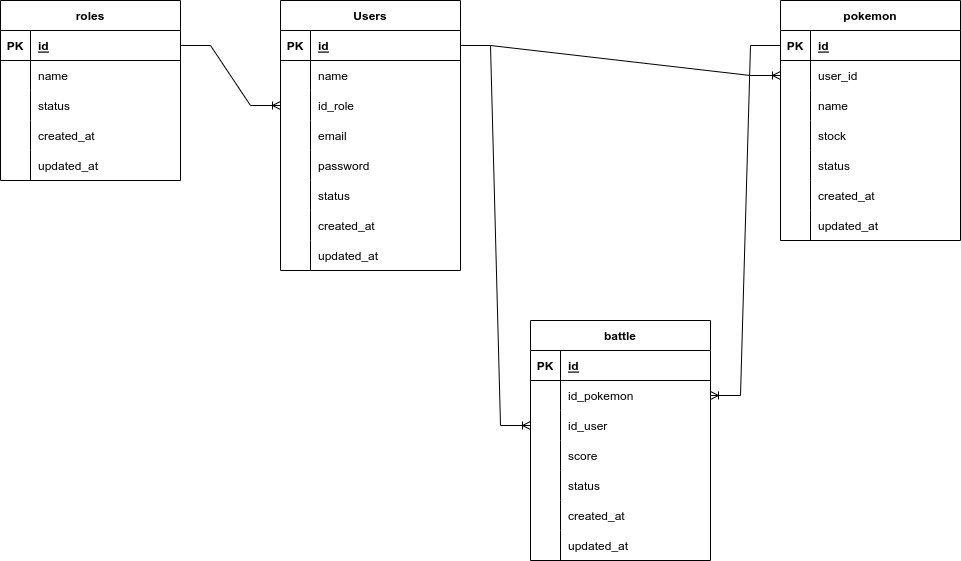 roles
PK id
name
status
created_at
updated_at
Users
PK id
name
id_role
email
password
status
created_at
updated_at
pokemon
PK id
user_id
name
stock
status
created_at
updated_at
battle
PK id
id_pokemon
id_user
score
status
created_at
updated_at